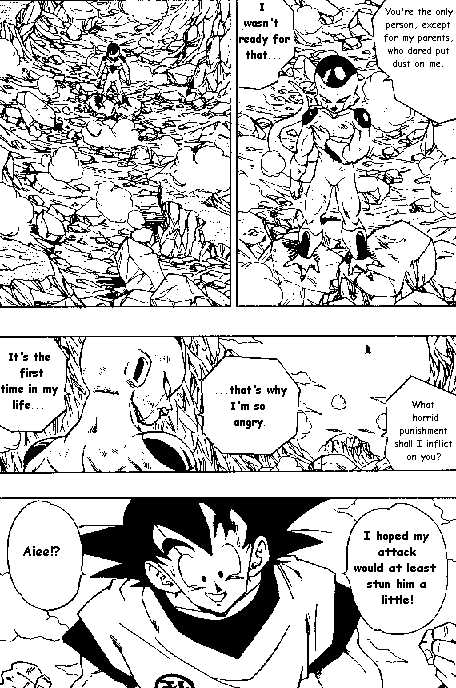 I
wasn't
ready for
that...
You're the only
person, except
for my parents,
who dared put
dust on me.
It's the
first
time in my
life...
...that's why
I'm so
angry.
What
horrid
punishment
shall I inflict
on you?
Aiee!?
I hoped my
attack
would at least
stun him a
little!